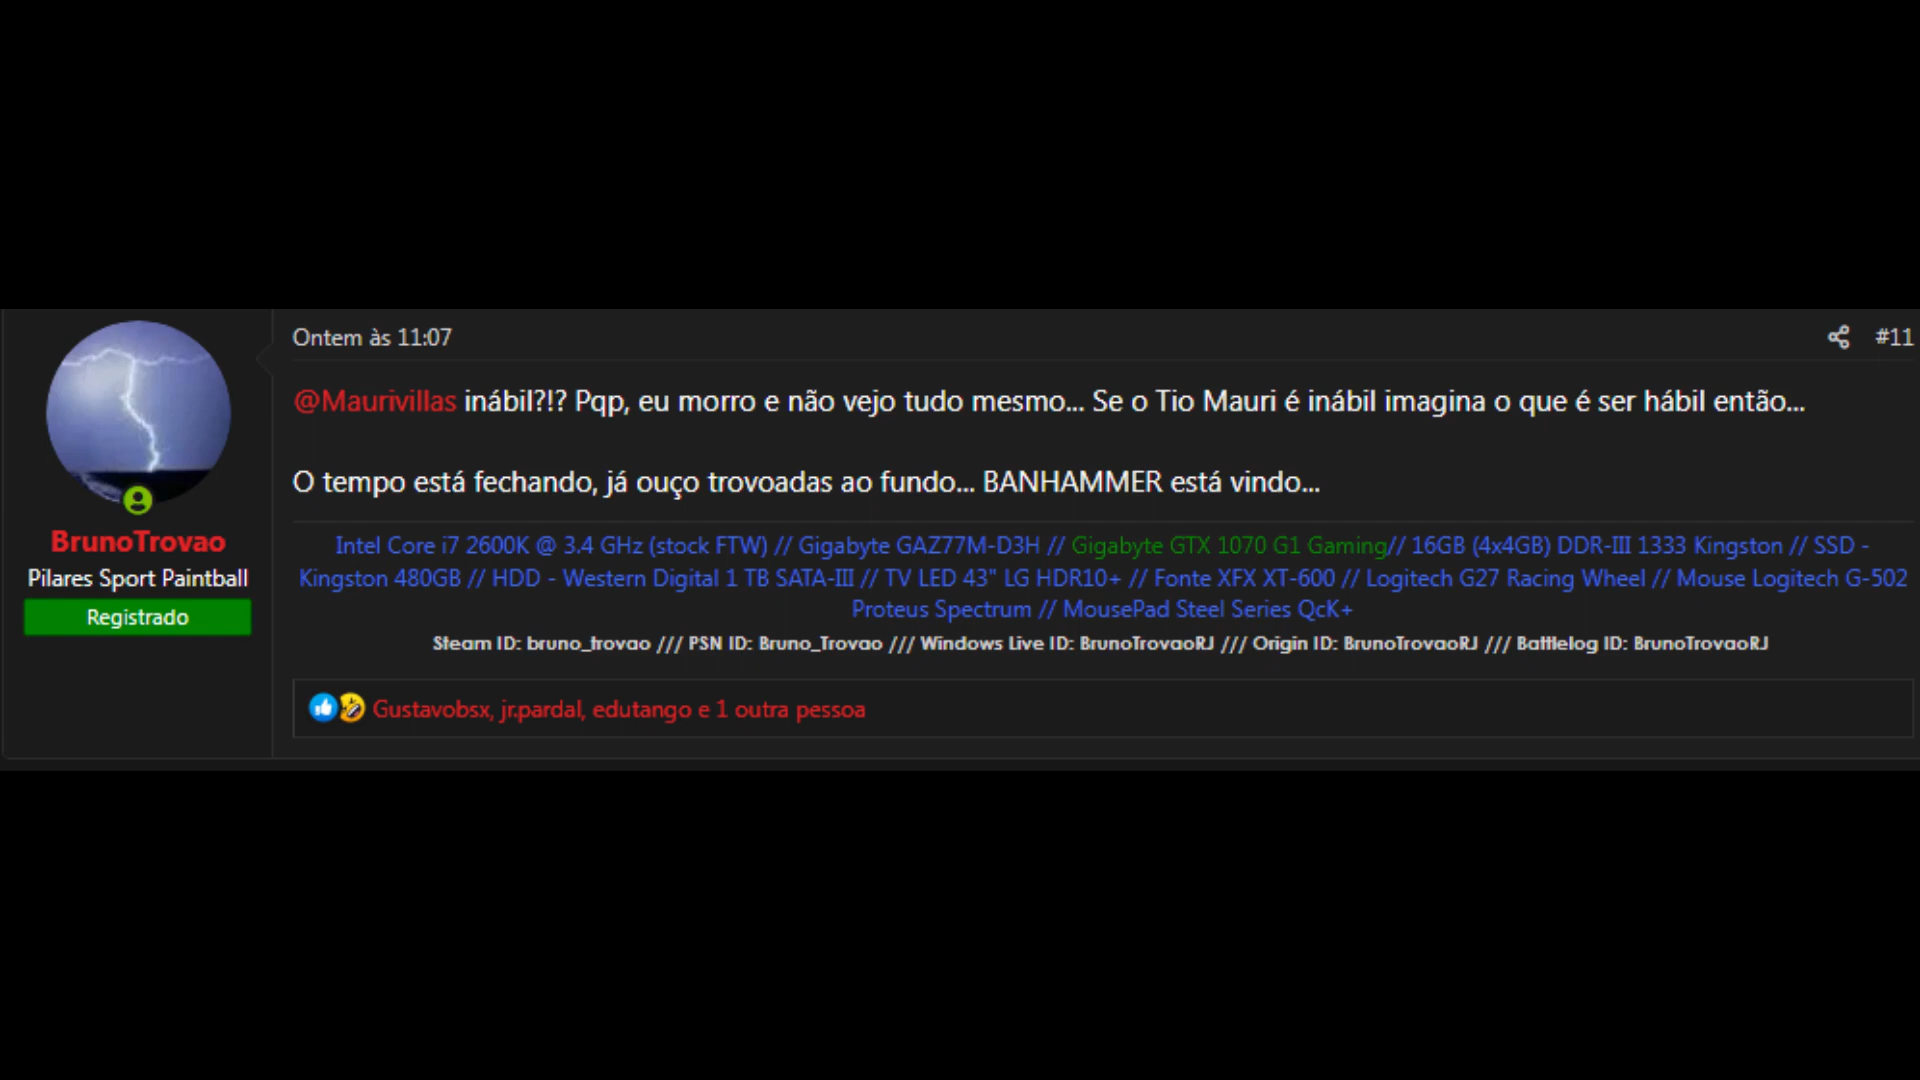 Ontem às 11:07
#11
@Maurivillas inábil?!? Pqp, eu morro e não vejo tudo mesmo... Se o Tio Mauri é inábil imagina o que é ser hábil então...
O tempo está fechando, já ouço trovoadas ao fundo... BANHAMMER está vindo...
BrunoTrovao
Pilares Sport Paintball
Registrado
Intel Core i7 2600K @ 3.4 GHz (stock FTW) // Gigabyte GAZ77M-D3H // Gigabyte GTX 1070 G1 Gaming// 16GB (4x4GB) DDR-III 1333 Kingston // SSD -
Kingston 480GB // HDD - Western Digital 1 TB SATA-III // TV LED 43" LG HDR10+ // Fonte XFX XT-600 // Logitech G27 Racing Wheel // Mouse Logitech G-502
Proteus Spectrum // MousePad Steel Series QcK+
Steam ID: bruno_trovao /// PSN ID: Bruno_Trovao /// Windows Live ID: BrunoTrovaoRJ /// Origin ID: BrunoTrovaoRJ /// Battlelog ID: BrunoTrovaoRJ
Gustavobsx, jr.pardal, edutango e 1 outra pessoa